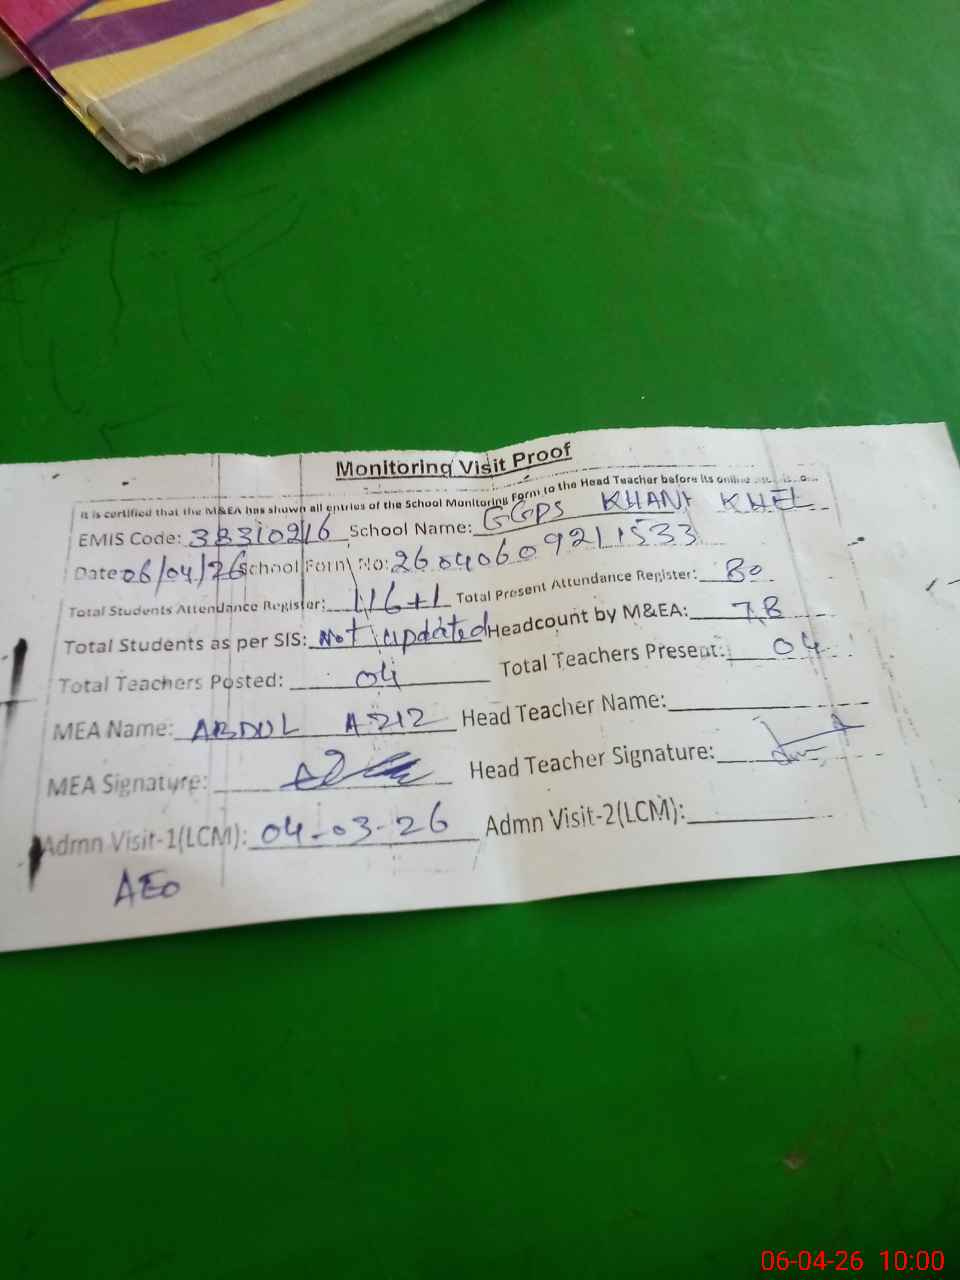 Monitoring Visit Proof
It is certified that the M&EA has shown all entries of the School Monitoring Form to the Head Teacher before its online
EMIS Code: 38310216 School Name: GGPS KHANI KHEL
Date 06/04/26 School Form No: 26040609211533
Total Students Attendance Register: 116+1 Total Present Attendance Register: 80
Total Students as per SIS: Not updated Headcount by M&EA: 78
Total Teachers Posted: 04 Total Teachers Present: 04
MEA Name: ABDUL AZIZ Head Teacher Name:
MEA Signature: Head Teacher Signature:
Admn Visit-1(LCM): 04-03-26 Admn Visit-2(LCM):
AEO
06-04-26 10:00